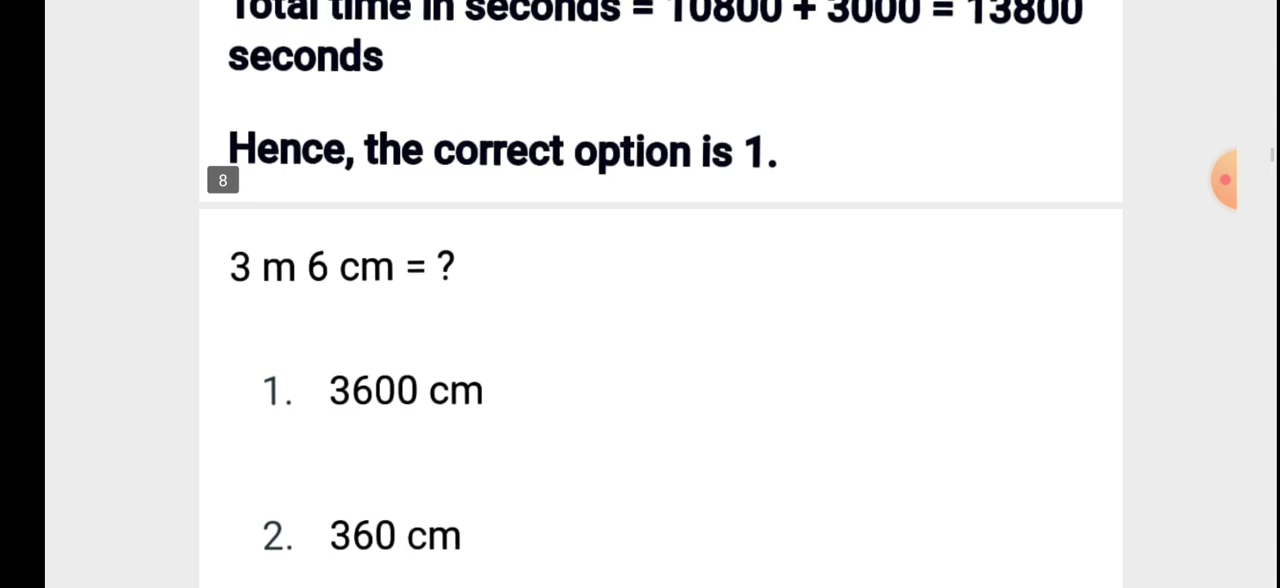 Total time in seconds = 10800 + 3000 = 13800
seconds
Hence, the correct option is 1.
8
3 m 6 cm = ?
1. 3600 cm
2. 360 cm